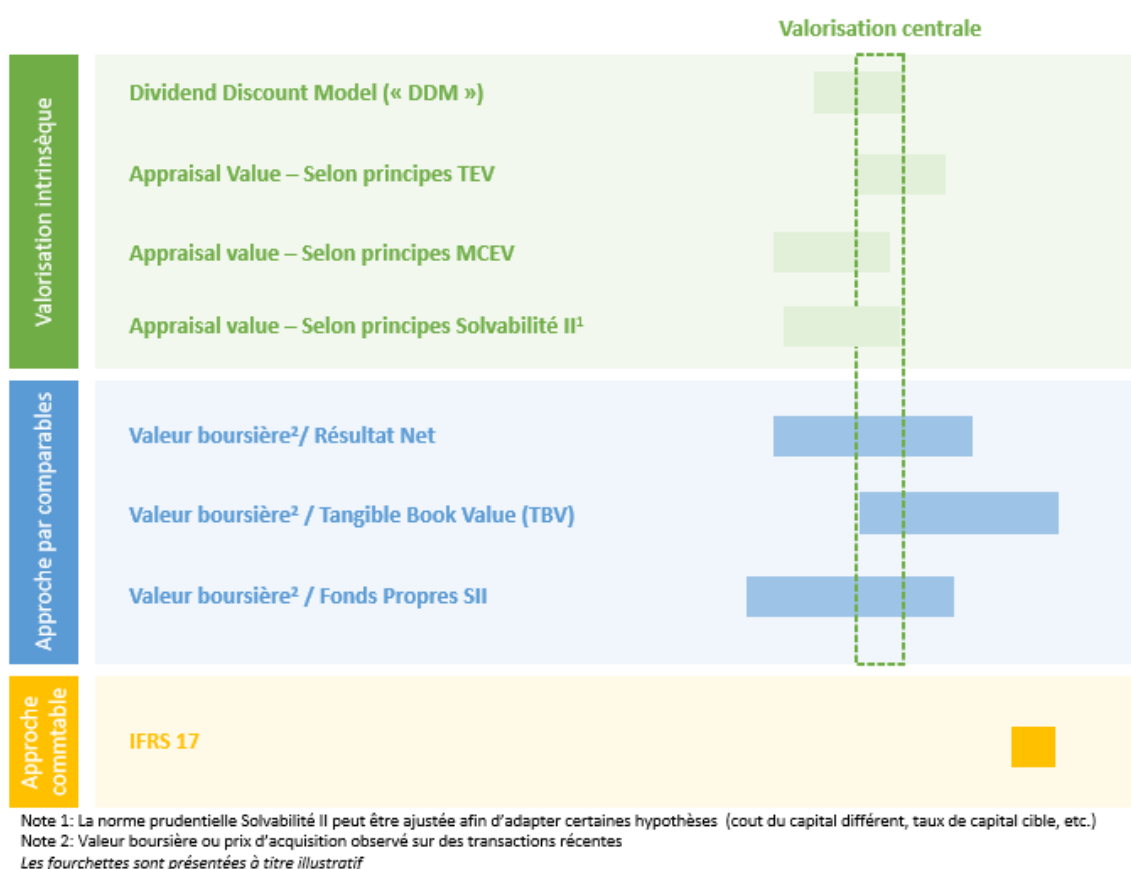 Valorisation centrale
Valorisation intrinsèque
Dividend Discount Model (« DDM »)
Appraisal Value – Selon principes TEV
Appraisal value – Selon principes MCEV
Appraisal value – Selon principes Solvabilité II¹
Approche par comparables
Valeur boursière²/ Résultat Net
Valeur boursière² / Tangible Book Value (TBV)
Valeur boursière² / Fonds Propres SII
Approche
commtable
IFRS 17
Note 1: La norme prudentielle Solvabilité II peut être ajustée afin d'adapter certaines hypothèses (cout du capital différent, taux de capital cible, etc.)
Note 2: Valeur boursière ou prix d'acquisition observé sur des transactions récentes
Les fourchettes sont présentées à titre illustratif